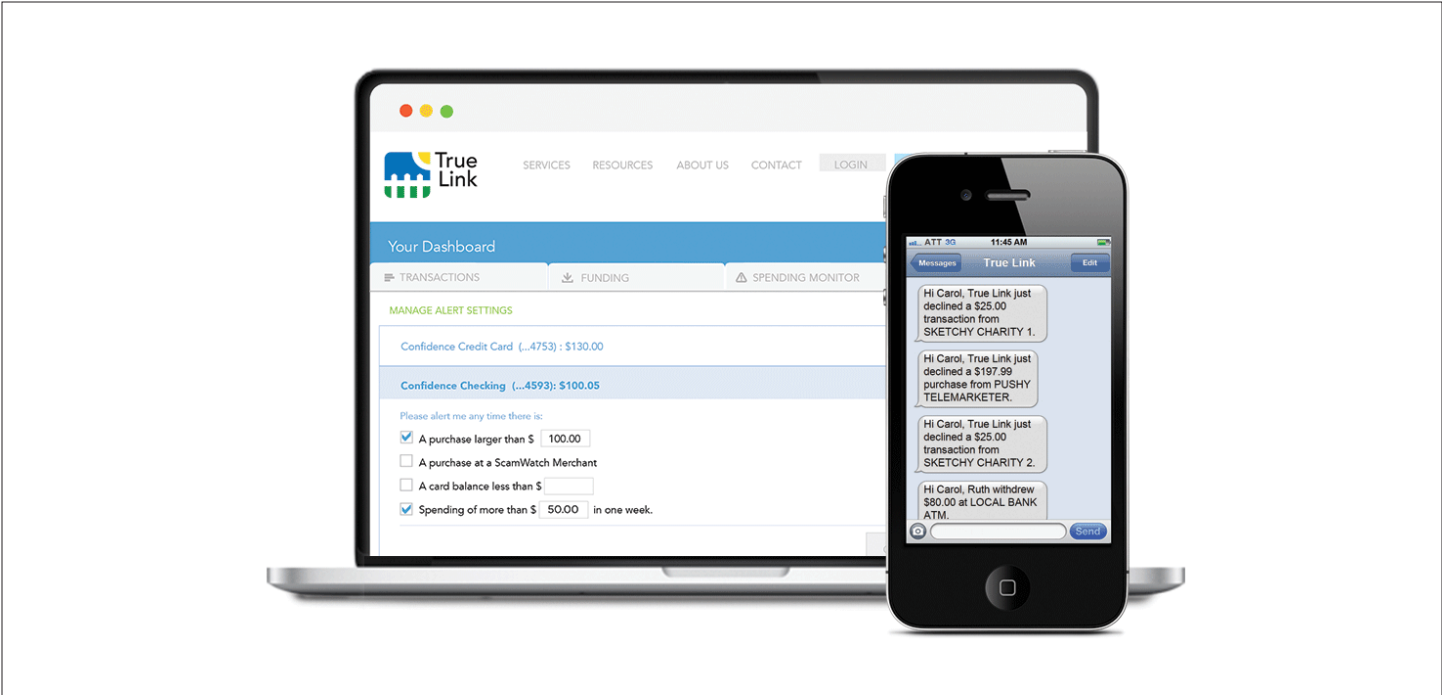 True
Link
SERVICES
RESOURCES
ABOUT US
CONTACT
LOGIN
Your Dashboard
TRANSACTIONS
FUNDING
SPENDING MONITOR
MANAGE ALERT SETTINGS
Confidence Credit Card (...4753) : $130.00
Confidence Checking (...4593): $100.05
Please alert me any time there is:
A purchase larger than $ 100.00
A purchase at a ScamWatch Merchant
A card balance less than $
Spending of more than $ 50.00 in one week.
ATT 3G 11:45 AM
Messages True Link Edit
Hi Carol, True Link just
declined a $25.00
transaction from
SKETCHY CHARITY 1.
Hi Carol, True Link just
declined a $197.99
purchase from PUSHY
TELEMARKETER.
Hi Carol, True Link just
declined a $25.00
transaction from
SKETCHY CHARITY 2.
Hi Carol, Ruth withdrew
$80.00 at LOCAL BANK
ATM.
Send